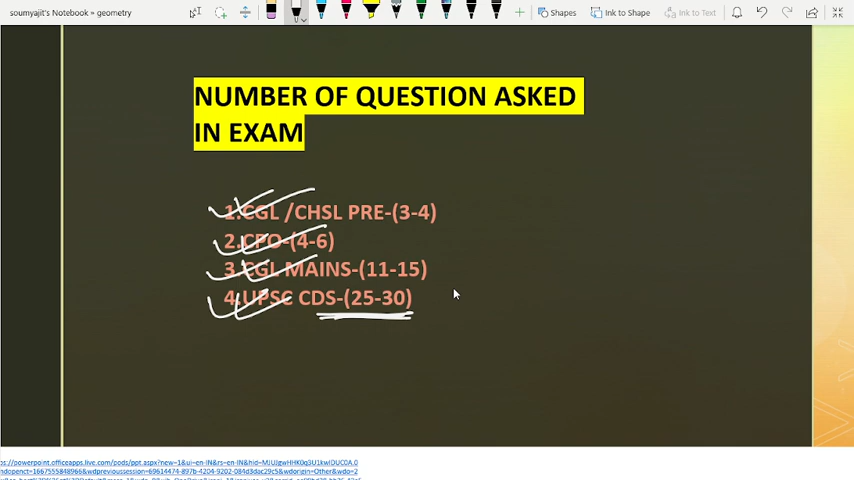 soumyajit's Notebook » geometry
Shapes
Ink to Shape
Ink to Text
NUMBER OF QUESTION ASKED
IN EXAM
1.CGL /CHSL PRE-(3-4)
2.CPO-(4-6)
3.CGL MAINS-(11-15)
4.UPSC CDS-(25-30)